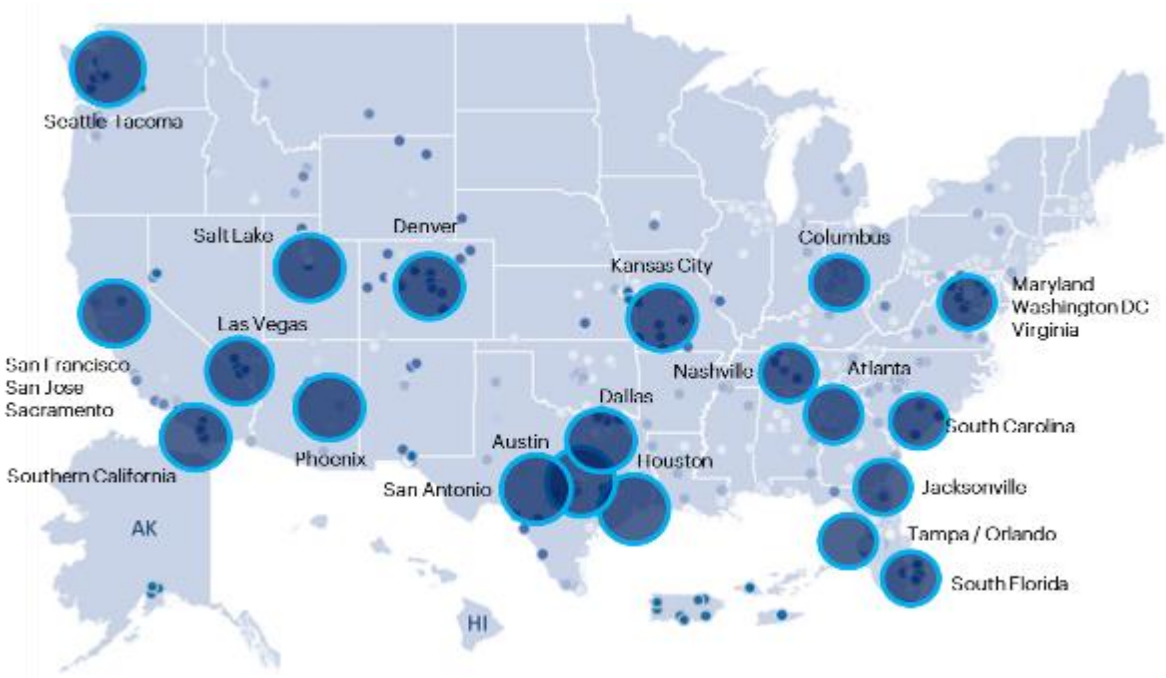 Seattle Tacoma
Salt Lake
Denver
Columbus
Kansas City
Maryland
Washington DC
Virginia
Las Vegas
San Francisco
San Jose
Sacramento
Nashville
Atlanta
Dallas
South Carolina
Austin
Houston
Phoenix
Southern California
San Antonio
Jacksonville
AK
Tampa / Orlando
South Florida
HI